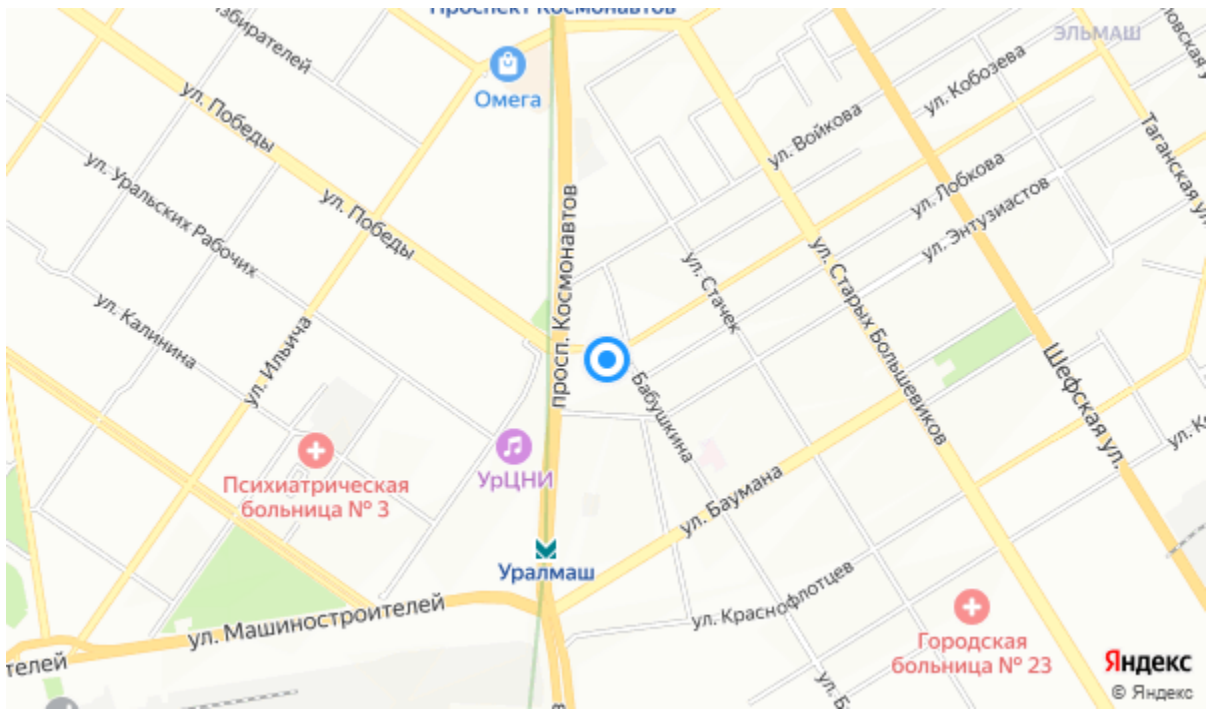 Проспект Космонавтов
збирателей
ЭЛЬМАШ
Омега
ул. Кобозева
ул. Победы
ул. Войкова
Таганская ул.
ул. Уральских Рабочих
ул. Победы
просп. Космонавтов
ул. Лобкова
ул. Энтузиастов
ул. Стачек
ул. Старых Большевиков
ул. Калинина
ул. Ильича
Бабушкина
Шефская ул.
УрЦНИ
Психиатрическая
больница № 3
ул. Баумана
Уралмаш
ул. Машиностроителей
ул. Краснофлотцев
Городская
больница № 23
телей
ул. Б
Яндекс
© Яндекс